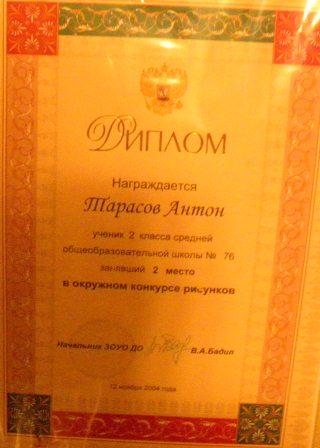 Диплом
Награждается
Тарасов Антон
ученик 2 класса средней
общеобразовательной школы № 76
занявший 2 место
в окружном конкурсе рисунков
Начальник ЗОУО ДО В.А.Бадил
12 ноября 2004 года